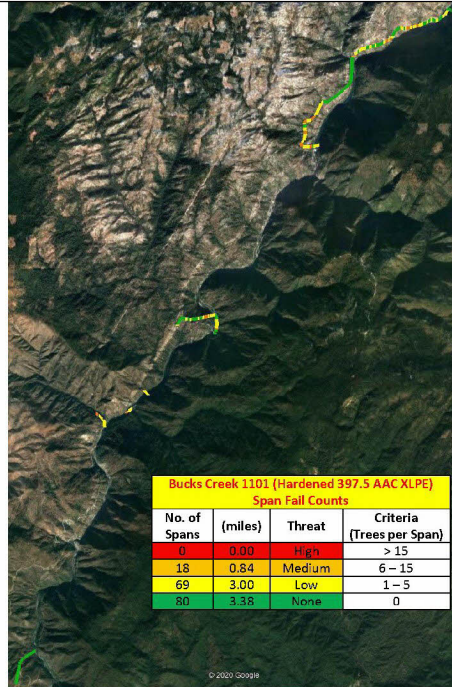 Bucks Creek 1101 (Hardened 397.5 AAC XLPE)
Span Fail Counts
No. of Spans (miles) Threat Criteria (Trees per Span)
0 0.00 High > 15
18 0.84 Medium 6 – 15
69 3.00 Low 1 – 5
80 3.38 None 0
© 2020 Google